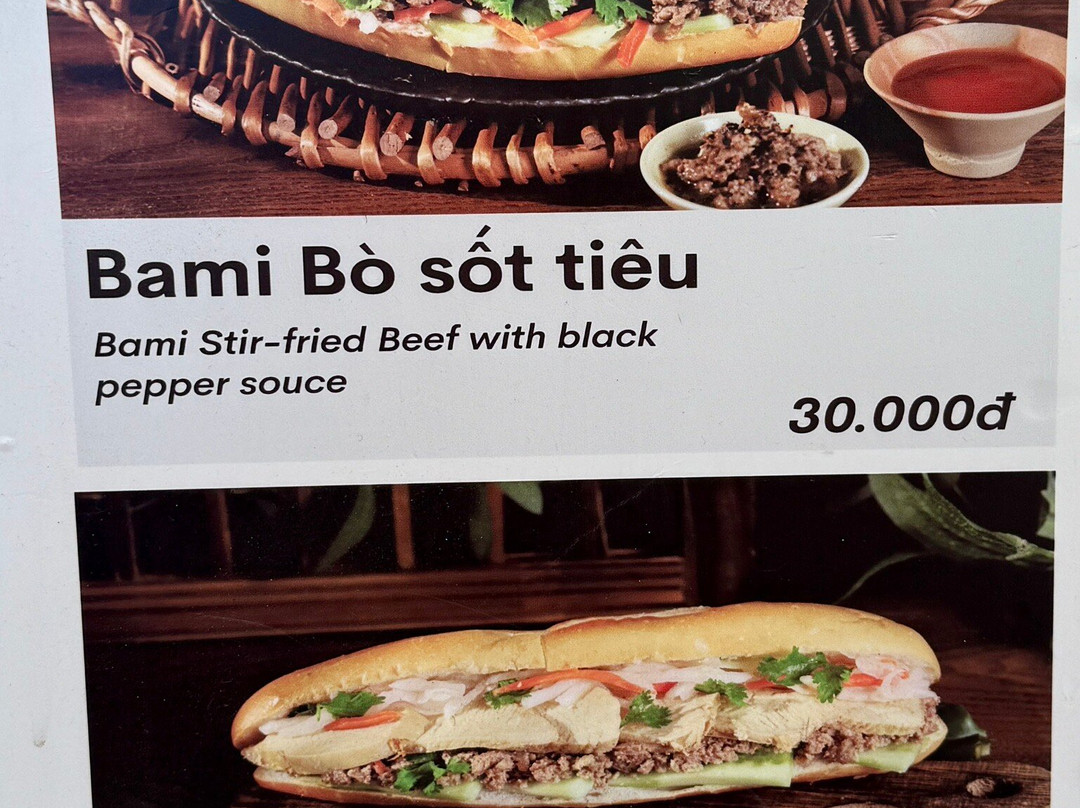 Bami Bò sốt tiêu
Bami Stir-fried Beef with black
pepper souce
30.000đ